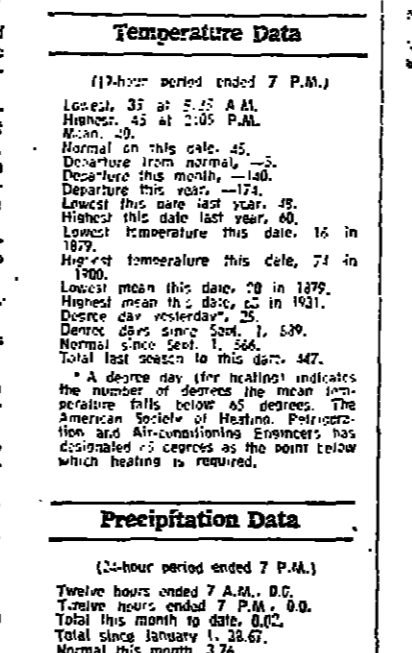 Temperature Data
(19-hour period ended 7 P.M.)
Lowest, 35 at 5:25 A.M.
Highest, 45 at 2:05 P.M.
Mean, 40.
Normal on this date, 45.
Departure from normal, —5.
Departure this month, —140.
Departure this year, —174.
Lowest this date last year, 48.
Highest this date last year, 60.
Lowest temperature this date, 16 in
1879.
Highest temperature this date, 74 in
1900.
Lowest mean this date, 20 in 1879.
Highest mean this date, in 1931.
Degree day yesterday*, 25.
Degree days since Sept. 1, 589.
Normal since Sept. 1, 566.
Total last season to this date, 447.
* A degree day (for heating) indicates
the number of degrees the mean tem-
perature falls below 65 degrees. The
American Society of Heating, Refrigera-
tion and Air-conditioning Engineers has
designated degrees as the point below
which heating is required.
Precipitation Data
(24-hour period ended 7 P.M.)
Twelve hours ended 7 A.M., 0.0.
Twelve hours ended 7 P.M., 0.0.
Total this month to date, 0.02.
Total since January 1, 28.67.
Normal this month, 3.76